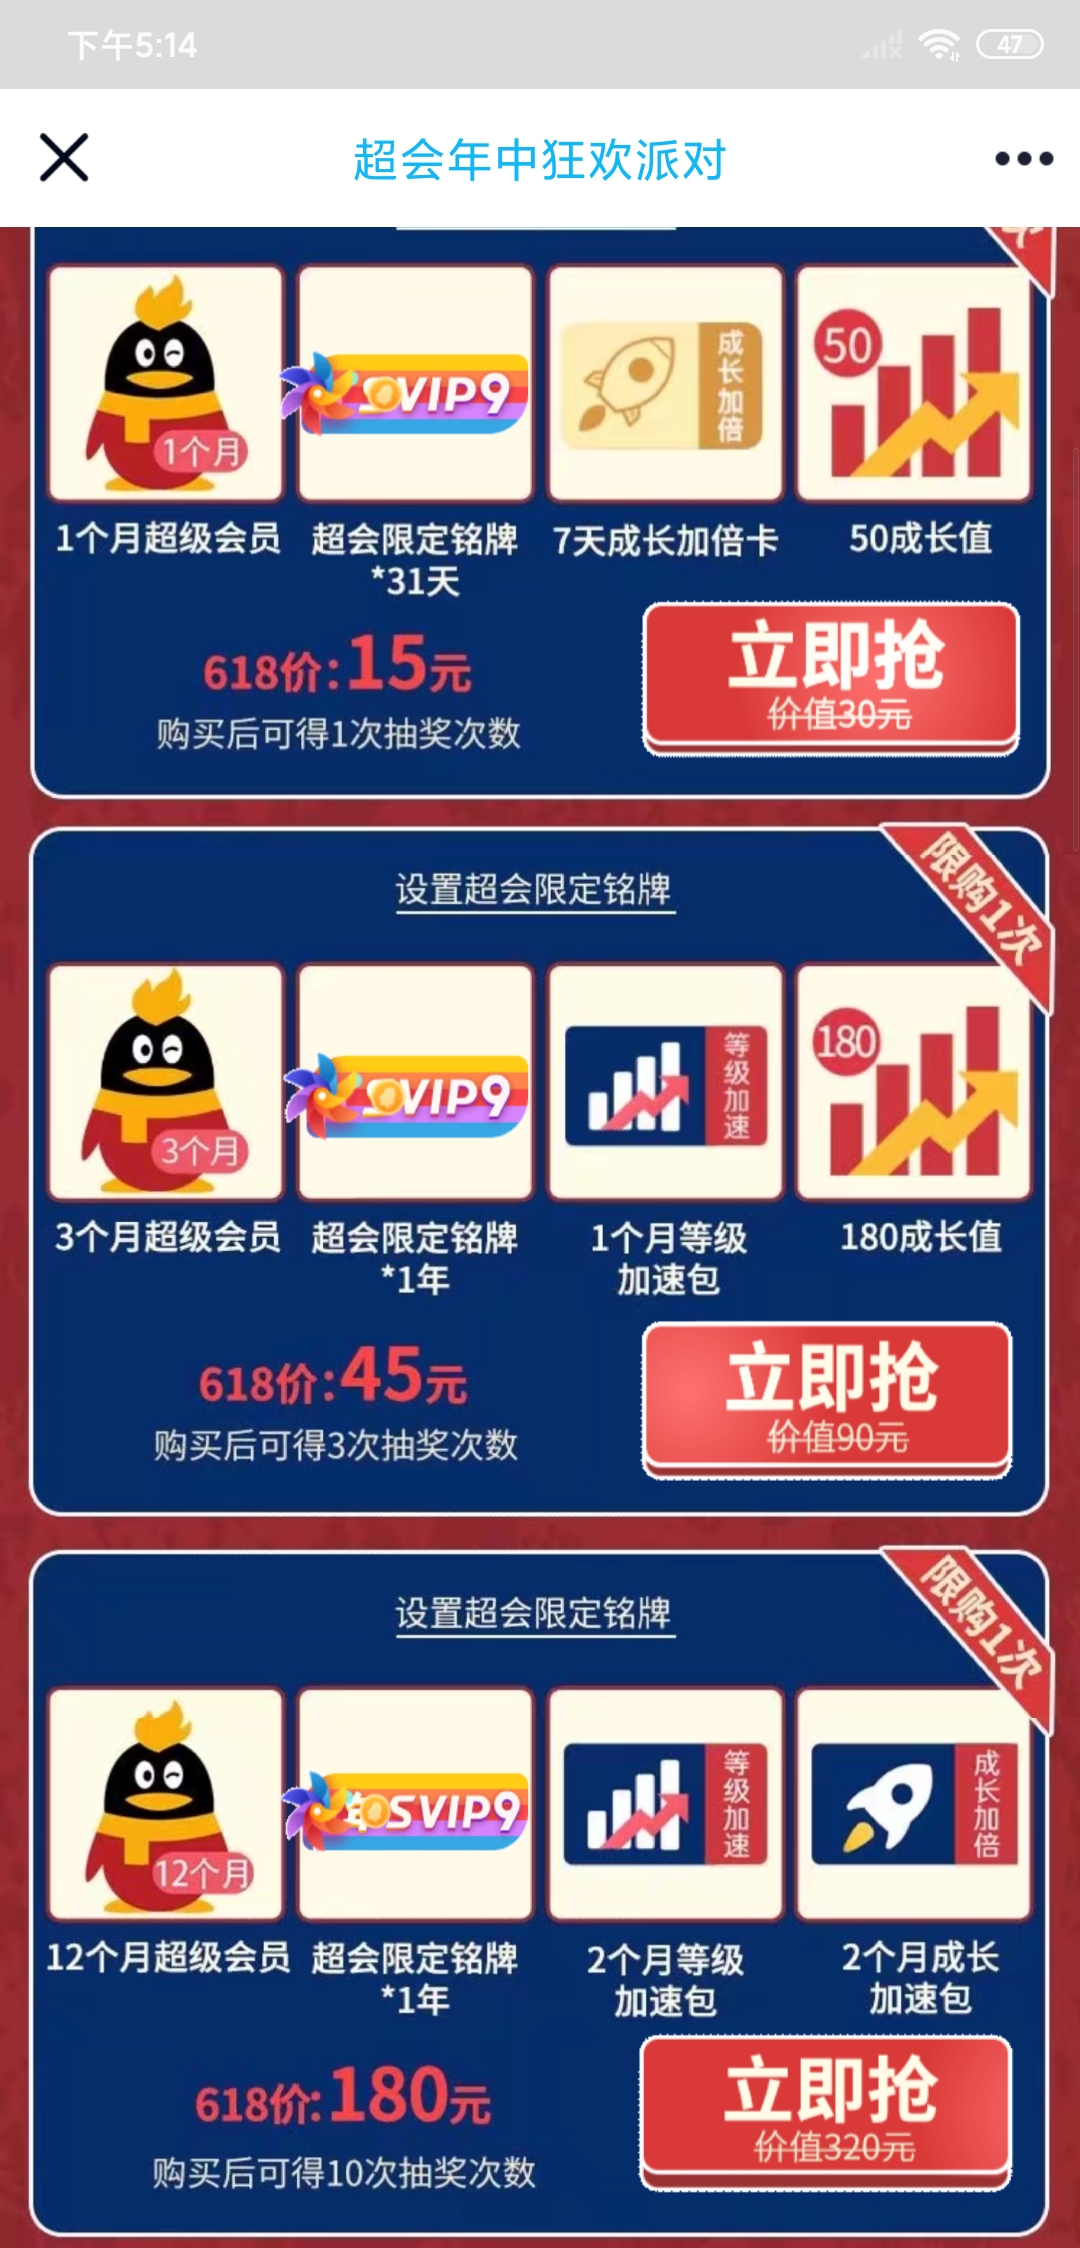 下午5:14
47
超会年中狂欢派对
1个月
SVIP9
成长加倍
50
1个月超级会员
超会限定铭牌
*31天
7天成长加倍卡
50成长值
618价:15元
购买后可得1次抽奖次数
立即抢
价值30元
设置超会限定铭牌
限购1次
3个月
SVIP9
等级加速
180
3个月超级会员
超会限定铭牌
*1年
1个月等级
加速包
180成长值
618价:45元
购买后可得3次抽奖次数
立即抢
价值90元
设置超会限定铭牌
限购1次
12个月
年SVIP9
等级加速
成长加倍
12个月超级会员
超会限定铭牌
*1年
2个月等级
加速包
2个月成长
加速包
618价:180元
购买后可得10次抽奖次数
立即抢
价值320元